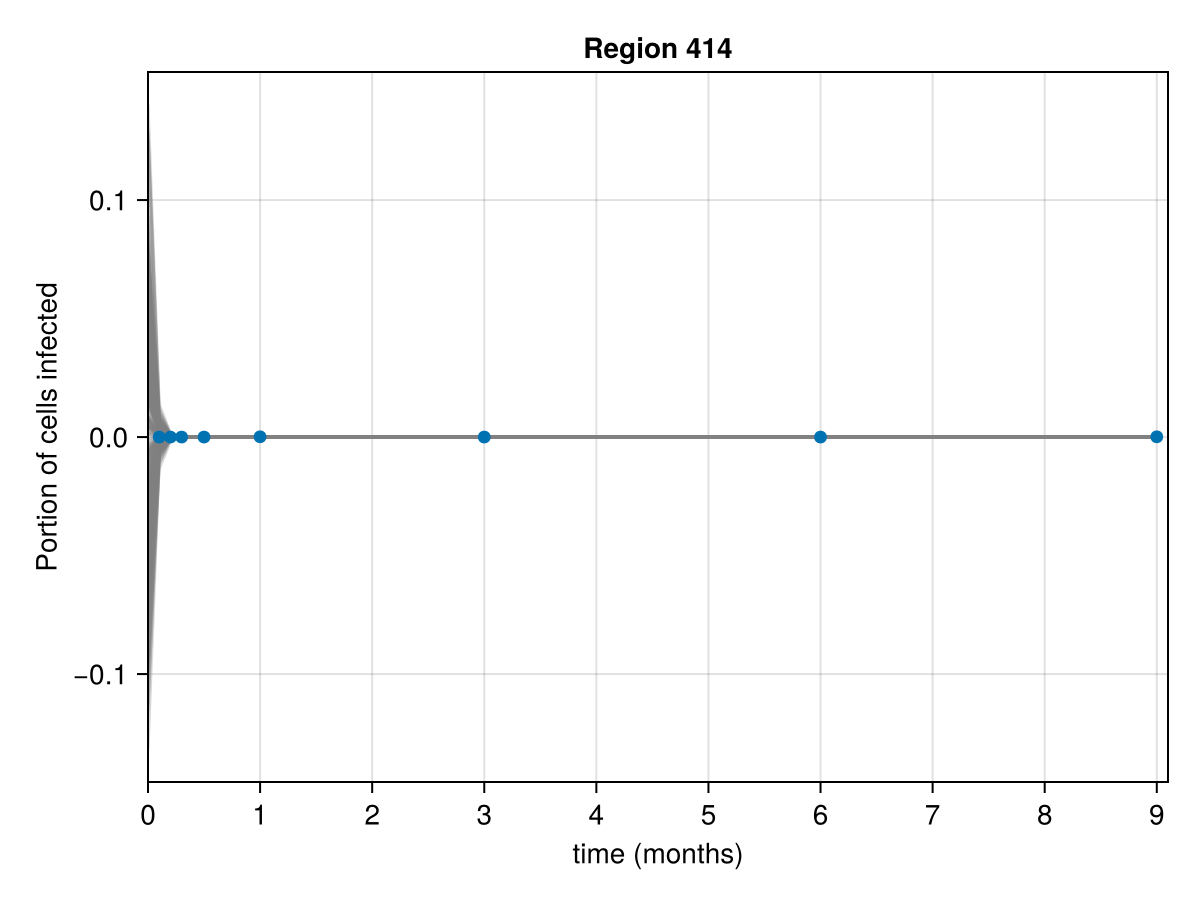 Region 414
Portion of cells infected
0.1
0.0
−0.1
0 1 2 3 4 5 6 7 8 9
time (months)